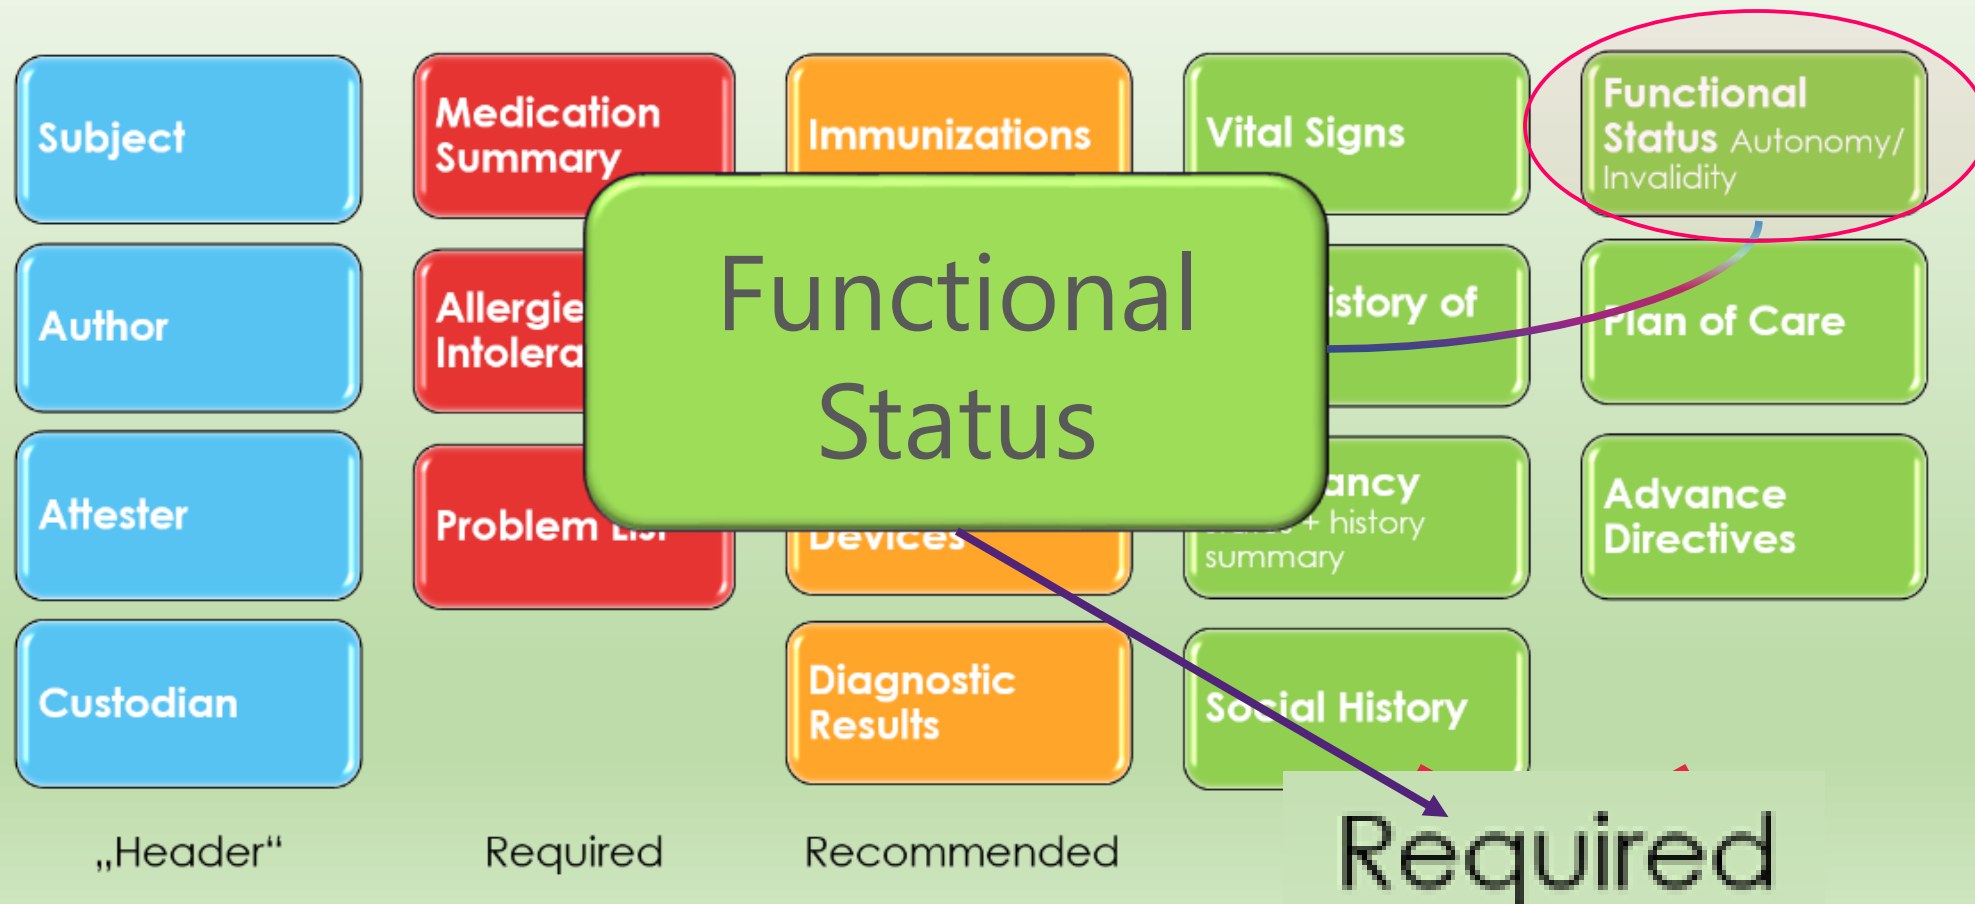 Subject
Author
Attester
Custodian
„Header“
Medication
Summary
Allergie
Intolera
Problem List
Required
Immunizations
Devices
Diagnostic
Results
Recommended
Functional
Status
Vital Signs
istory of
ancy
+ history
summary
Social History
Functional
Status Autonomy/
Invalidity
Plan of Care
Advance
Directives
Required